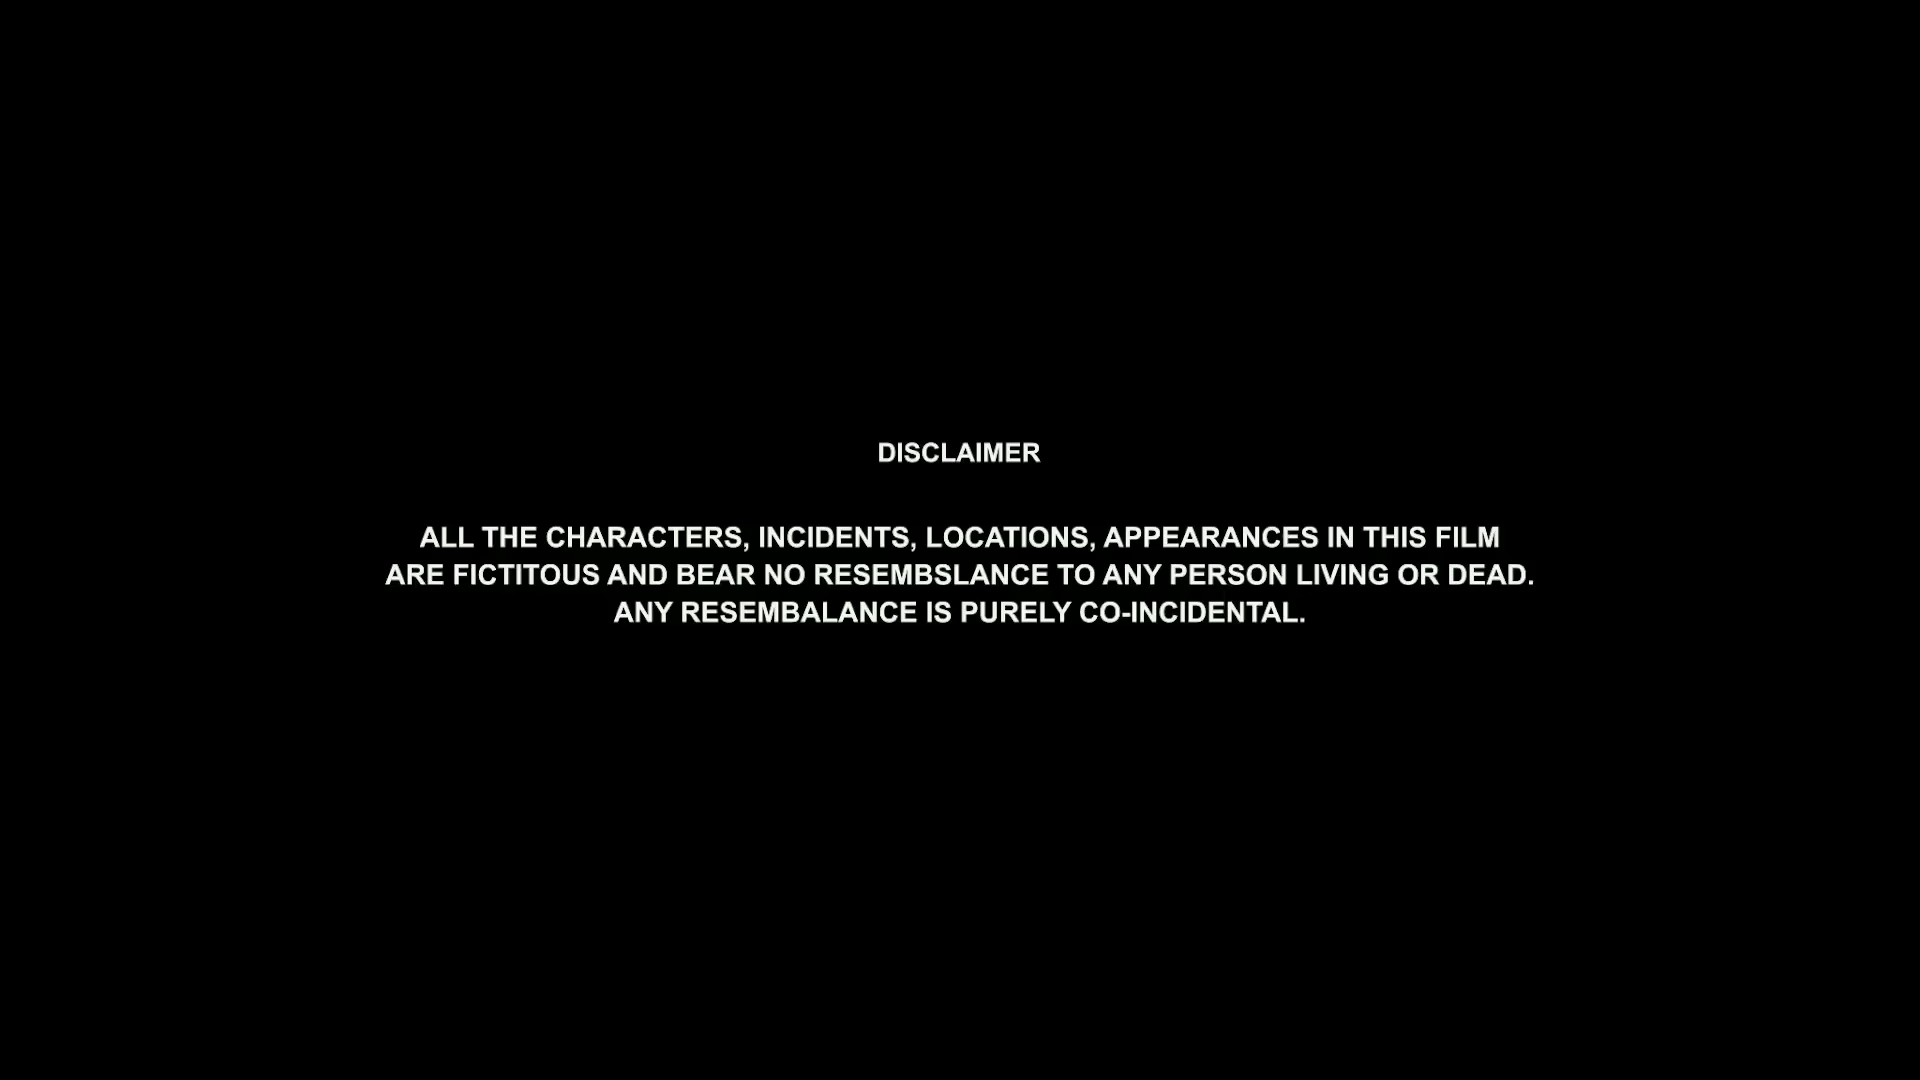 DISCLAIMER
ALL THE CHARACTERS, INCIDENTS, LOCATIONS, APPEARANCES IN THIS FILM
ARE FICTITOUS AND BEAR NO RESEMBSLANCE TO ANY PERSON LIVING OR DEAD.
ANY RESEMBALANCE IS PURELY CO-INCIDENTAL.